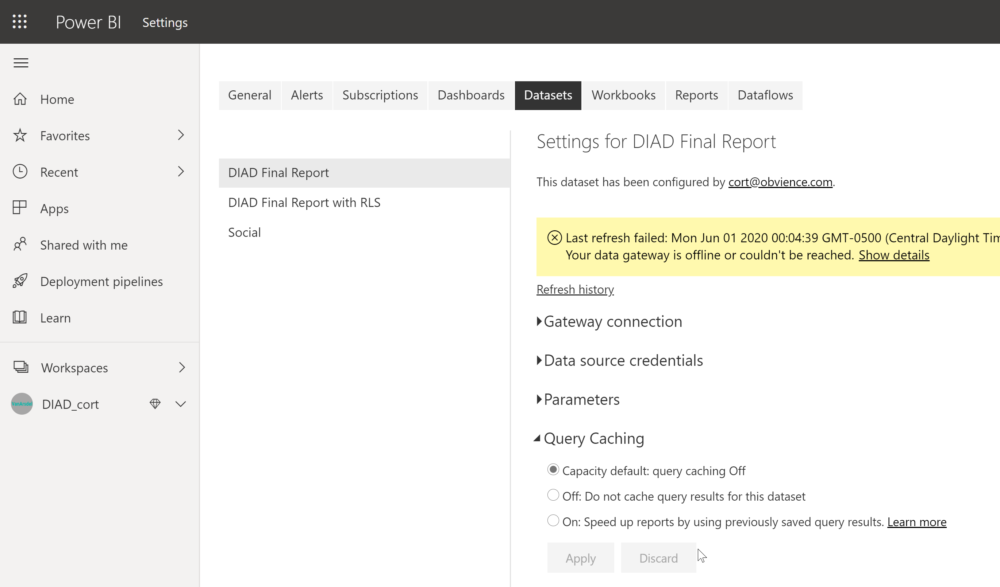 Power BI Settings
Home
Favorites
Recent
Apps
Shared with me
Deployment pipelines
Learn
Workspaces
VanArsdel
DIAD_cort
General Alerts Subscriptions Dashboards Datasets Workbooks Reports Dataflows
DIAD Final Report
DIAD Final Report with RLS
Social
Settings for DIAD Final Report
This dataset has been configured by cort@obvience.com.
Last refresh failed: Mon Jun 01 2020 00:04:39 GMT-0500 (Central Daylight
Your data gateway is offline or couldn't be reached. Show details
Refresh history
Gateway connection
Data source credentials
Parameters
Query Caching
Capacity default: query caching Off
Off: Do not cache query results for this dataset
On: Speed up reports by using previously saved query results. Learn more
Apply Discard